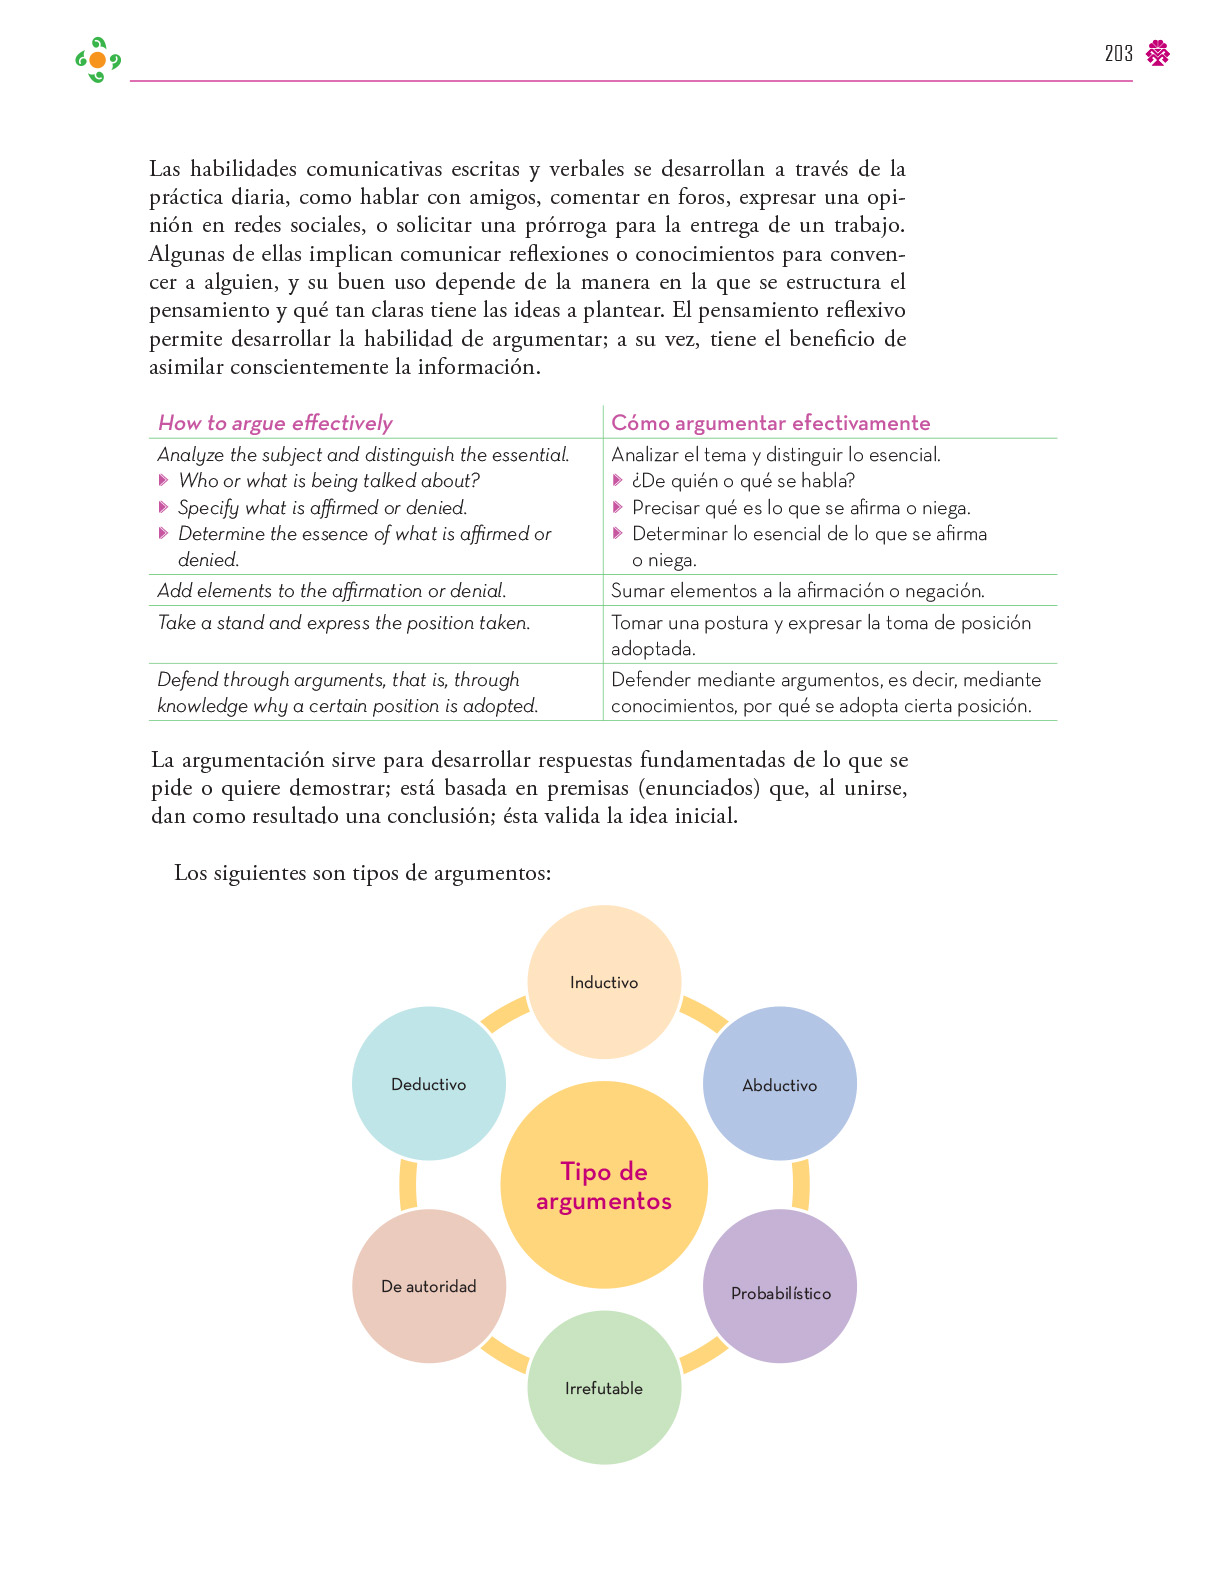 203
Las habilidades comunicativas escritas y verbales se desarrollan a través de la
práctica diaria, como hablar con amigos, comentar en foros, expresar una opi-
nión en redes sociales, o solicitar una prórroga para la entrega de un trabajo.
Algunas de ellas implican comunicar reflexiones o conocimientos para conven-
cer a alguien, y su buen uso depende de la manera en la que se estructura el
pensamiento y qué tan claras tiene las ideas a plantear. El pensamiento reflexivo
permite desarrollar la habilidad de argumentar; a su vez, tiene el beneficio de
asimilar conscientemente la información.
How to argue effectively
Cómo argumentar efectivamente
Analyze the subject and distinguish the essential.
Who or what is being talked about?
Specify what is affirmed or denied.
Determine the essence of what is affirmed or
denied.
Analizar el tema y distinguir lo esencial.
¿De quién o qué se habla?
Precisar qué es lo que se afirma o niega.
Determinar lo esencial de lo que se afirma
o niega.
Add elements to the affirmation or denial.
Sumar elementos a la afirmación o negación.
Take a stand and express the position taken.
Tomar una postura y expresar la toma de posición
adoptada.
Defend through arguments, that is, through
knowledge why a certain position is adopted.
Defender mediante argumentos, es decir, mediante
conocimientos, por qué se adopta cierta posición.
La argumentación sirve para desarrollar respuestas fundamentadas de lo que se
pide o quiere demostrar; está basada en premisas (enunciados) que, al unirse,
dan como resultado una conclusión; ésta valida la idea inicial.
Los siguientes son tipos de argumentos:
Inductivo
Deductivo
Abductivo
Tipo de
argumentos
De autoridad
Probabilístico
Irrefutable